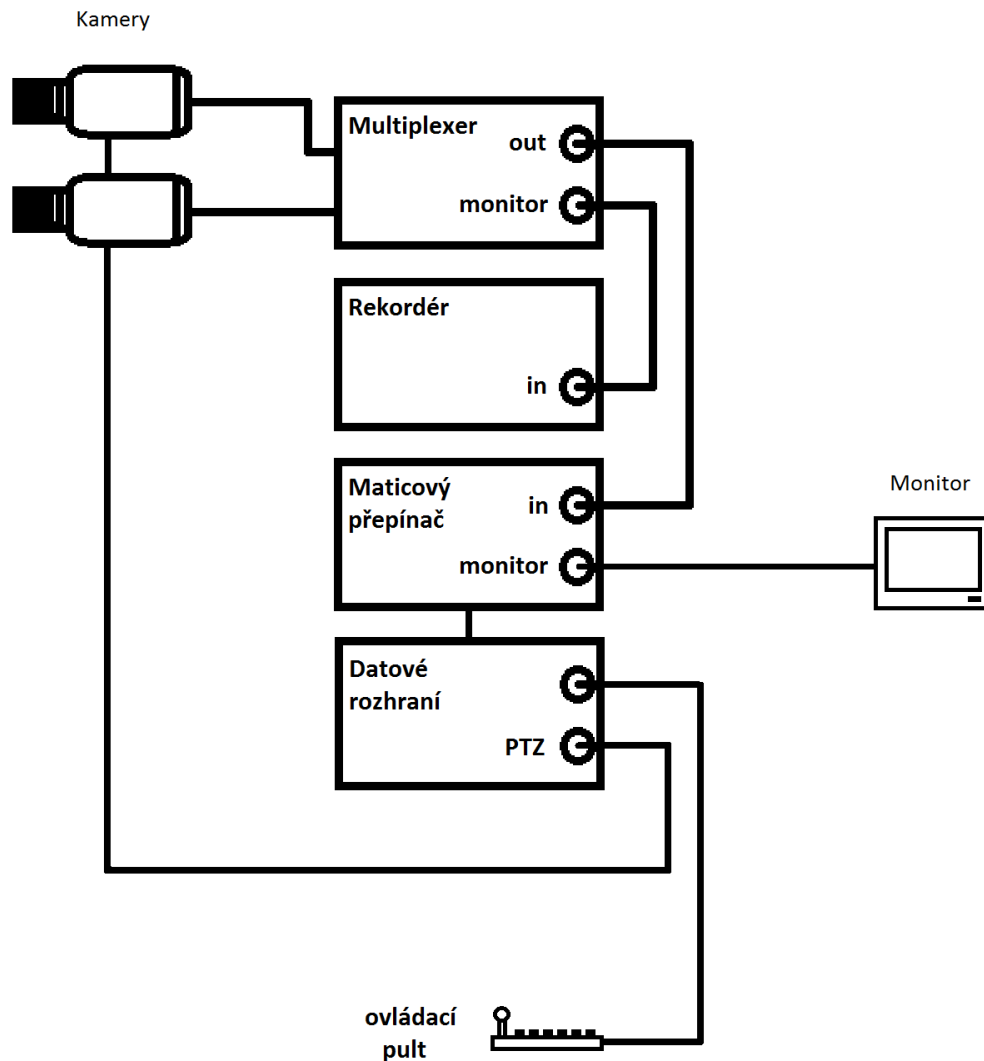 Kamery
Multiplexer
out
monitor
Rekordér
in
Maticový
přepínač
in
monitor
Monitor
Datové
rozhraní
PTZ
ovládací
pult